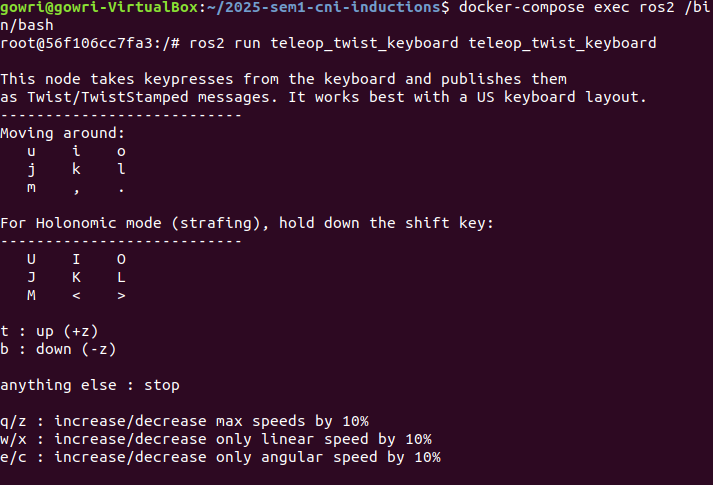 gowri@gowri-VirtualBox:~/2025-sem1-cni-inductions$ docker-compose exec ros2 /bi
n/bash
root@56f106cc7fa3:/# ros2 run teleop_twist_keyboard teleop_twist_keyboard

This node takes keypresses from the keyboard and publishes them
as Twist/TwistStamped messages. It works best with a US keyboard layout.
---------------------------
Moving around:
   u    i    o
   j    k    l
   m    ,    .

For Holonomic mode (strafing), hold down the shift key:
---------------------------
   U    I    O
   J    K    L
   M    <    >

t : up (+z)
b : down (-z)

anything else : stop

q/z : increase/decrease max speeds by 10%
w/x : increase/decrease only linear speed by 10%
e/c : increase/decrease only angular speed by 10%